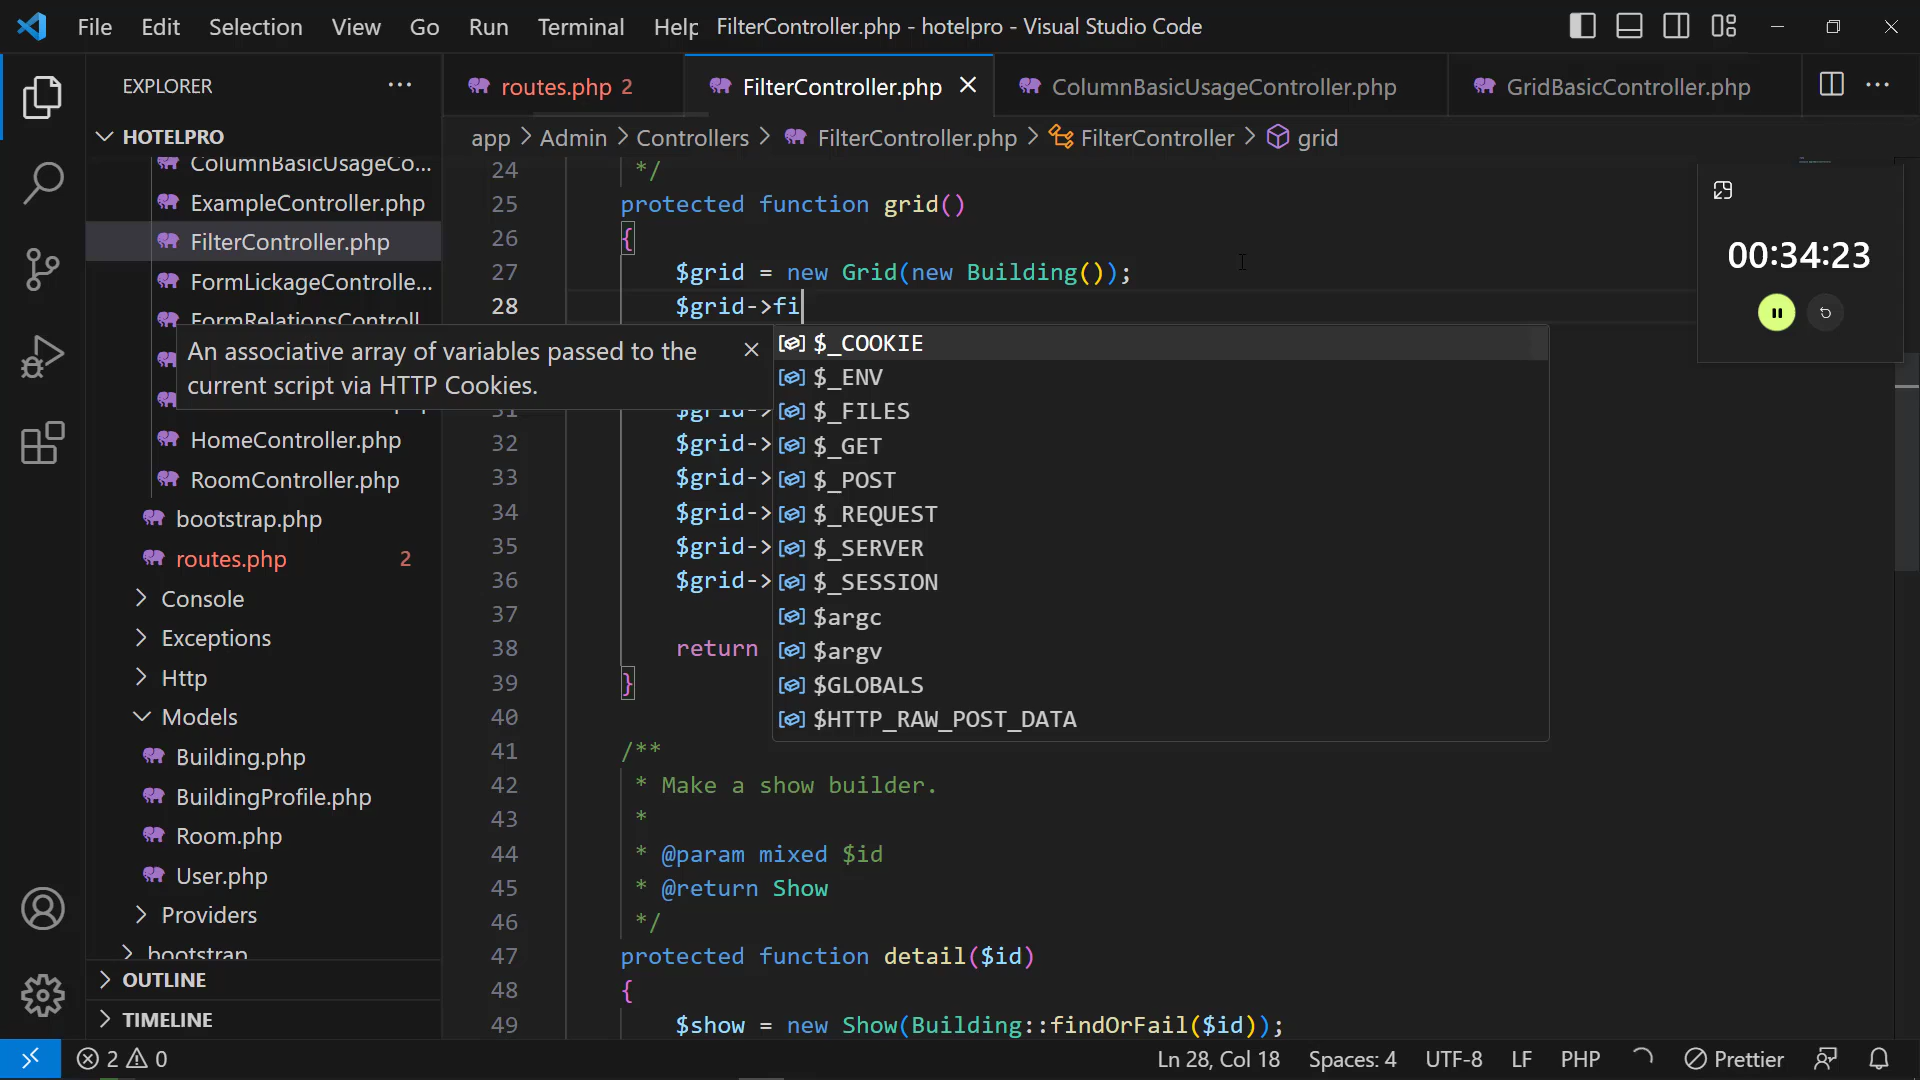 File Edit Selection View Go Run Terminal Help FilterController.php - hotelpro - Visual Studio Code
EXPLORER
routes.php 2
FilterController.php
ColumnBasicUsageController.php
GridBasicController.php
HOTELPRO
app > Admin > Controllers > FilterController.php > FilterController > grid
ColumnBasicUsageCo...
ExampleController.php
FilterController.php
FormLickageControlle...
FormRelationsControll
HomeController.php
RoomController.php
bootstrap.php
routes.php 2
Console
Exceptions
Http
Models
Building.php
BuildingProfile.php
Room.php
User.php
Providers
bootstrap
OUTLINE
TIMELINE
24 */
25 protected function grid()
26 {
27 $grid = new Grid(new Building());
28 $grid->fi
An associative array of variables passed to the
current script via HTTP Cookies.
$_COOKIE
$_ENV
$_FILES
$_GET
$_POST
$_REQUEST
$_SERVER
$_SESSION
$argc
$argv
$GLOBALS
$HTTP_RAW_POST_DATA
31 $grid->
32 $grid->
33 $grid->
34 $grid->
35 $grid->
36 $grid->
37
38 return
39 }
40
41 /**
42 * Make a show builder.
43 *
44 * @param mixed $id
45 * @return Show
46 */
47 protected function detail($id)
48 {
49 $show = new Show(Building::findOrFail($id));
00:34:23
2 0
Ln 28, Col 18 Spaces: 4 UTF-8 LF PHP Prettier